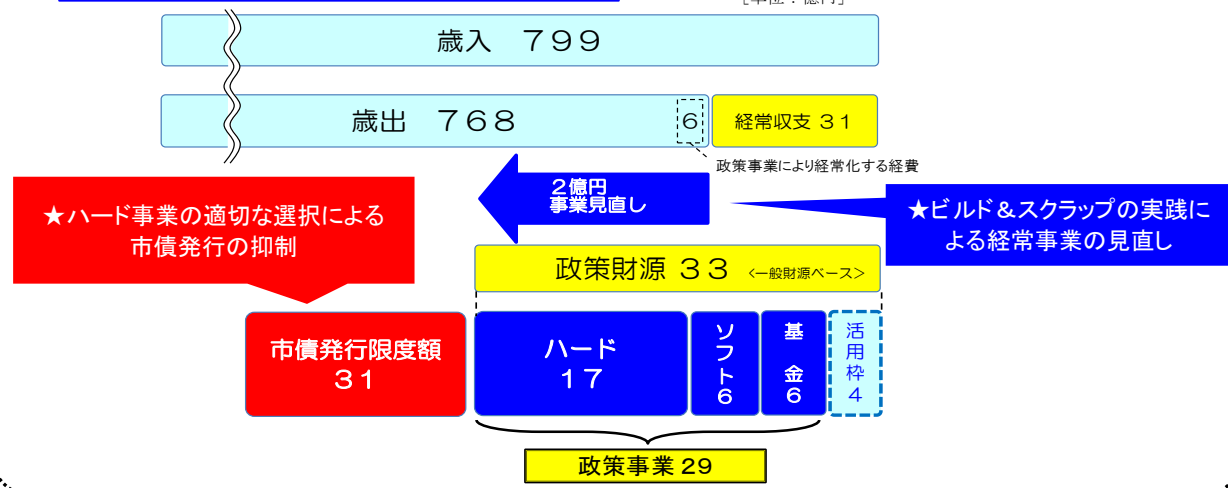 [単位：億円]
歳入　７９９
歳出　７６８
６
経常収支 ３１
政策事業により経常化する経費
２億円
事業見直し
★ハード事業の適切な選択による
市債発行の抑制
★ビルド＆スクラップの実践に
よる経常事業の見直し
政策財源 ３３ <一般財源ベース>
市債発行限度額
３１
ハード
１７
ソフト６
基金６
活用枠４
政策事業 29